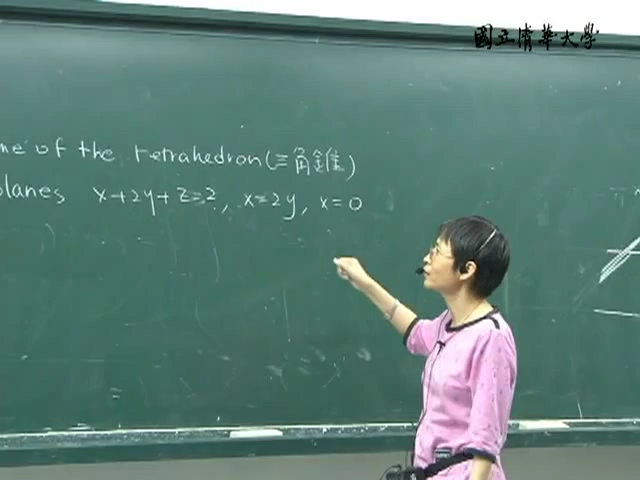 國立清華大學
me of the tetrahedron (三角錐)
planes x+2y+z=2, x=2y, x=0